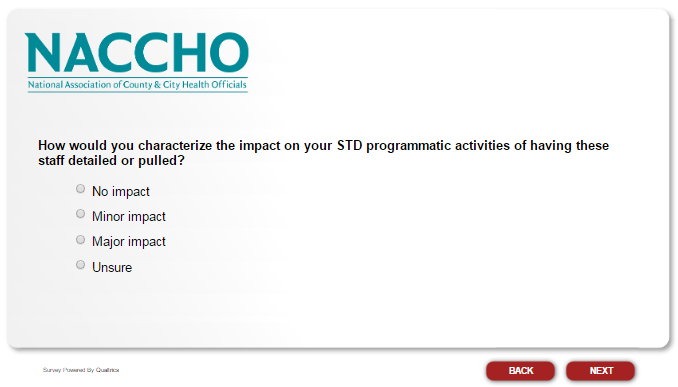 NACCHO
National Association of County & City Health Officials
How would you characterize the impact on your STD programmatic activities of having these
staff detailed or pulled?
No impact
Minor impact
Major impact
Unsure
Survey Powered By Qualtrics
BACK
NEXT